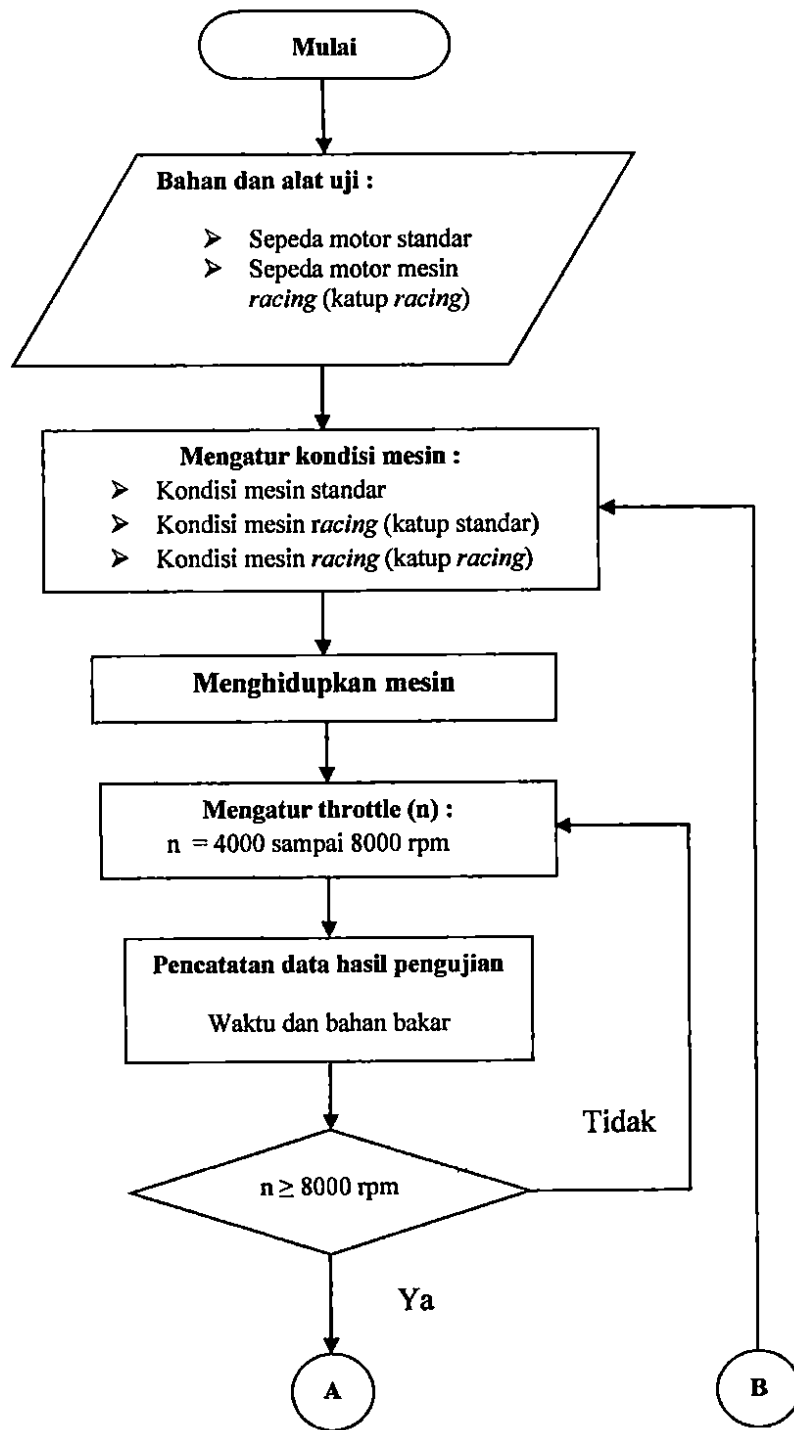 Mulai
Bahan dan alat uji :
➤ Sepeda motor standar
➤ Sepeda motor mesin
racing (katup racing)
Mengatur kondisi mesin :
➤ Kondisi mesin standar
➤ Kondisi mesin racing (katup standar)
➤ Kondisi mesin racing (katup racing)
Menghidupkan mesin
Mengatur throttle (n) :
n = 4000 sampai 8000 rpm
Pencatatan data hasil pengujian
Waktu dan bahan bakar
Tidak
n ≥ 8000 rpm
Ya
A
B